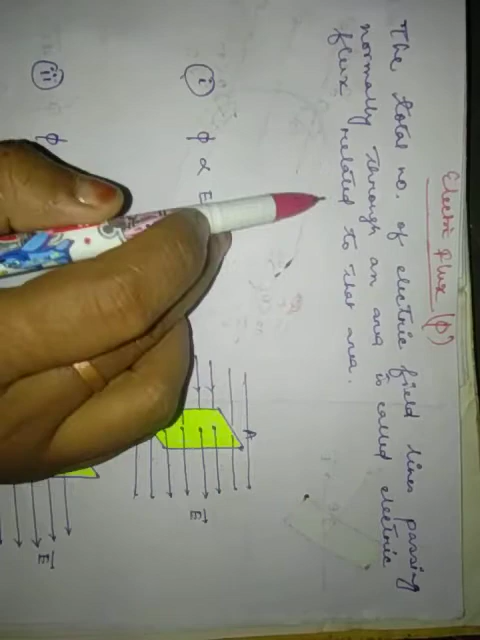 Electric flux (φ)
The total no. of electric field lines passing
normally through an area is called electric
flux related to that area.
(i) φ ∝ E
A
E⃗
(ii) φ
E⃗